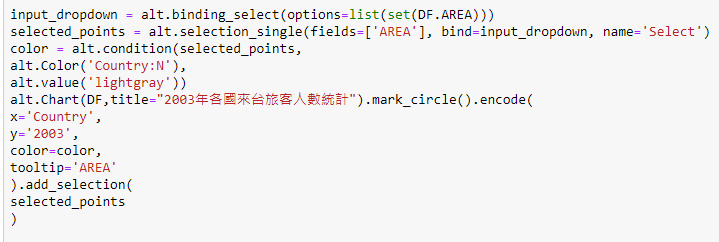 input_dropdown = alt.binding_select(options=list(set(DF.AREA)))
selected_points = alt.selection_single(fields=['AREA'], bind=input_dropdown, name='Select')
color = alt.condition(selected_points,
alt.Color('Country:N'),
alt.value('lightgray'))
alt.Chart(DF,title="2003年各國來台旅客人數統計").mark_circle().encode(
x='Country',
y='2003',
color=color,
tooltip='AREA'
).add_selection(
selected_points
)